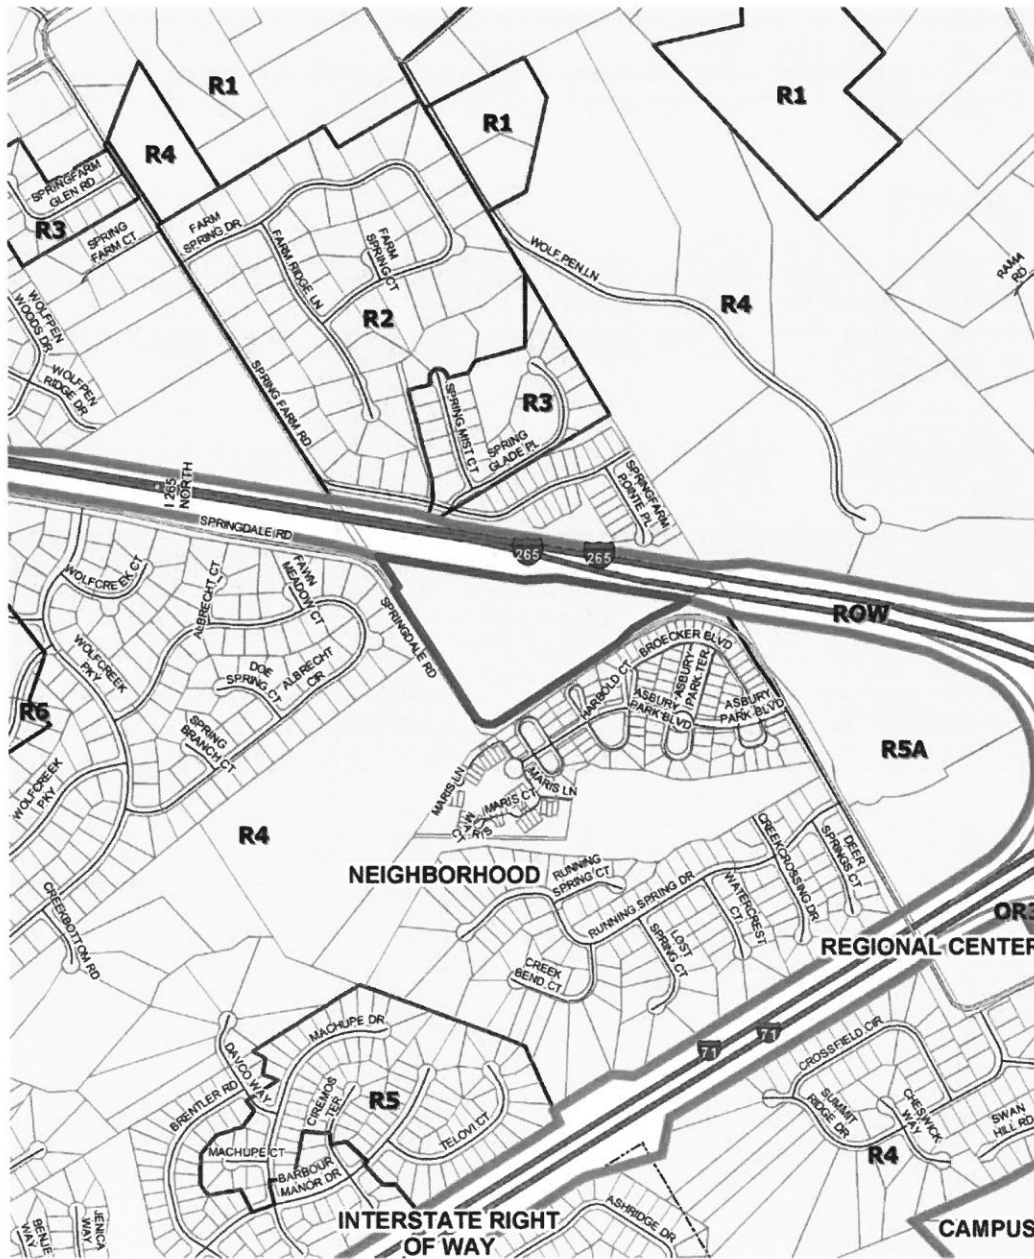 R1
R1
R1
R4
SPRINGFARM
GLEN RD
R3
SPRING
FARM CT
FARM
SPRING DR
FARM RIDGE LN
FARM
SPRING CT
WOLF PEN LN
RAMA
RD
R4
R2
WOLFPEN
WOODS DR
WOLFPEN
RIDGE DR
SPRING FARM RD
SPRING MIST CT
R3
SPRING
GLADE PL
SPRINGFARM
POINTE PL
I 265
NORTH
SPRINGDALE RD
265
265
WOLFCREEK CT
ALBRECHT CT
FAWN
MEADOW CT
SPRINGDALE RD
ROW
WOLFCREEK
PKY
DOE
SPRING CT
ALBRECHT
CIR
BROECKER BLVD
HARBOLD CT
ASBURY
PARK TER
ASBURY
PARK BLVD
ASBURY
PARK BLVD
R6
SPRING
BRANCH CT
R5A
WOLFCREEK
PKY
MARIS LN
MARIS LN
MARIS CT
R4
NEIGHBORHOOD
RUNNING
SPRING CT
RUNNING SPRING DR
CREEKCROSSING DR
DEER
SPRINGS CT
WATERCREST
CT
CREEKBOTTOM RD
LOST
SPRING CT
CREEK
BEND CT
OR3
REGIONAL CENTER
MACHUPE DR
DAVCO WAY
71
71
CROSSFIELD CIR
BRENTLER RD
CIREMOS
TER
R5
TELOVI CT
SUMMIT
RIDGE DR
CHESWICK
WAY
SWAN
HILL RD
R4
MACHUPE CT
BARBOUR
MANOR DR
INTERSTATE RIGHT
OF WAY
ASHRIDGE DR
CAMPUS
BENJE
WAY
JENICA
WAY